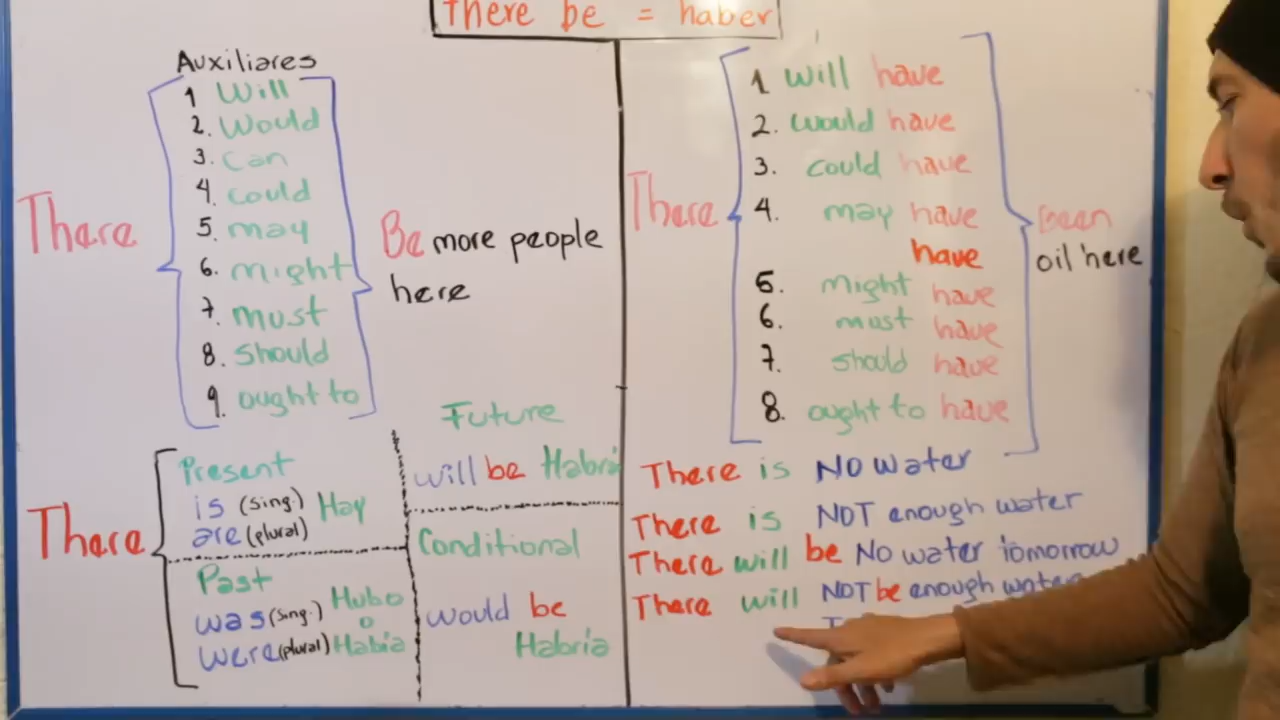 There be = haber
Auxiliares
There
1 Will
2. Would
3. Can
4. could
5. may
6. might
7. must
8. should
9. ought to
Be more people
here
There
1 will have
2. would have
3. could have
4. may have
have
5. might have
6. must have
7. should have
8. ought to have
Been
oil here
There
Present
is (sing.) Hay
are (plural)
Past
was (sing.) Hubo
o
were (plural) Habia
Future
will be Habra
Conditional
would be
Habria
There is No water
There is NOT enough water
There will be No water tomorrow
There will NOT be enough water